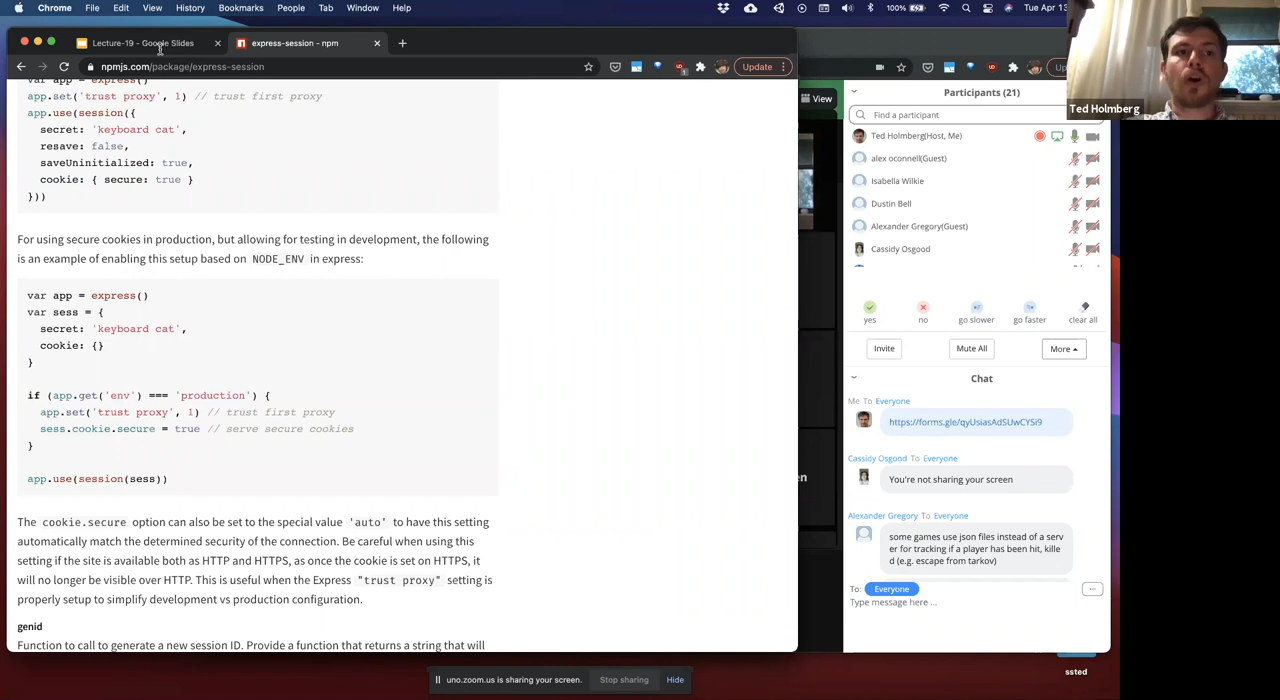 Chrome File Edit View History Bookmarks People Tab Window Help 100% Tue Apr 13
Lecture-19 - Google Slides
express-session - npm
npmjs.com/package/express-session
Update
var app = express()
app.set('trust proxy', 1) // trust first proxy
app.use(session({
secret: 'keyboard cat',
resave: false,
saveUninitialized: true,
cookie: { secure: true }
}))
For using secure cookies in production, but allowing for testing in development, the following
is an example of enabling this setup based on NODE_ENV in express:
var app = express()
var sess = {
secret: 'keyboard cat',
cookie: {}
}
if (app.get('env') === 'production') {
app.set('trust proxy', 1) // trust first proxy
sess.cookie.secure = true // serve secure cookies
}
app.use(session(sess))
The cookie.secure option can also be set to the special value 'auto' to have this setting
automatically match the determined security of the connection. Be careful when using this
setting if the site is available both as HTTP and HTTPS, as once the cookie is set on HTTPS, it
will no longer be visible over HTTP. This is useful when the Express "trust proxy" setting is
properly setup to simplify development vs production configuration.
genid
Function to call to generate a new session ID. Provide a function that returns a string that will
uno.zoom.us is sharing your screen. Stop sharing Hide
View
Participants (21)
Find a participant
Ted Holmberg(Host, Me)
alex oconnell(Guest)
Isabella Wilkie
Dustin Bell
Alexander Gregory(Guest)
Cassidy Osgood
yes no go slower go faster clear all
Invite Mute All More
Chat
Me To Everyone
https://forms.gle/qyUsiasAdSUwCYSi9
Cassidy Osgood To Everyone
You're not sharing your screen
Alexander Gregory To Everyone
some games use json files instead of a serv
er for tracking if a player has been hit, kille
d (e.g. escape from tarkov)
To: Everyone
Type message here ...
ssted
Ted Holmberg